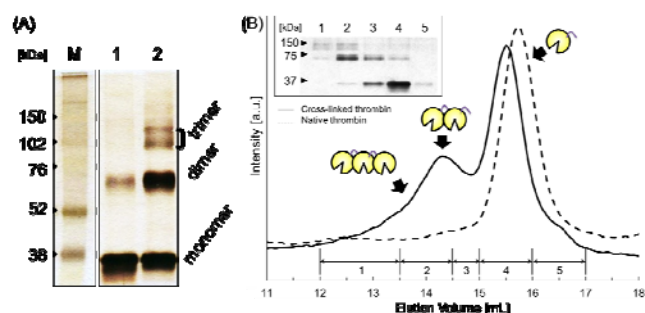 (A)
[kDa] M 1 2
150
102
76
52
38
trimer
dimer
monomer
(B)
[kDa] 1 2 3 4 5
150
75
37
Cross-linked thrombin
Native thrombin
Intensity [a.u.]
1 2 3 4 5
11 12 13 14 15 16 17 18
Elution Volume [mL]